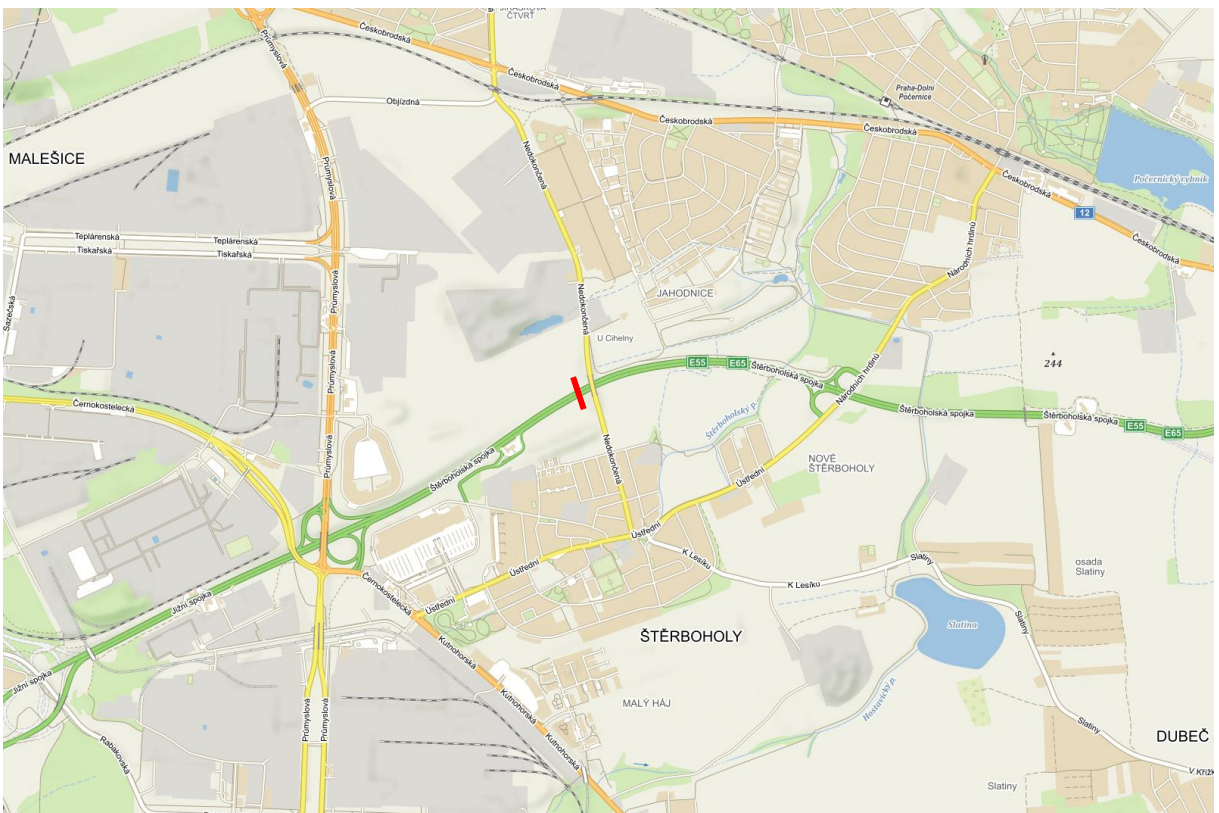 JIRÁSKOVA
ČTVRŤ
Průmyslová
Českobrodská
Českobrodská
Objízdná
Praha-Dolní
Počernice
Českobrodská
Českobrodská
MALEŠICE
Nedokončená
Průmyslová
Počernický rybník
12
Českobrodská
Teplárenská
Teplárenská
Tiskařská
Tiskařská
Národních hrdinů
Průmyslová
Sazečská
JAHODNICE
Nedokončená
U Cihelny
E55
E65
Štěrboholská spojka
244
Národních hrdinů
Průmyslová
Černokostelecká
Štěrboholský p.
Štěrboholská spojka
Štěrboholská spojka
E55
E65
Nedokončená
Štěrboholská spojka
Průmyslová
NOVÉ
ŠTĚRBOHOLY
Ústřední
Ústřední
K Lesíku
Slatiny
Ústřední
K Lesíku
osada
Slatiny
Jižní spojka
Černokostelecká
Ústřední
Slatina
Slatiny
ŠTĚRBOHOLY
Kutnohorská
Jižní spojka
Hostavický p.
MALÝ HÁJ
Kutnohorská
Průmyslová
Průmyslová
Slatiny
Rabakovská
Kutnohorská
DUBEČ
V Křížk
Slatiny